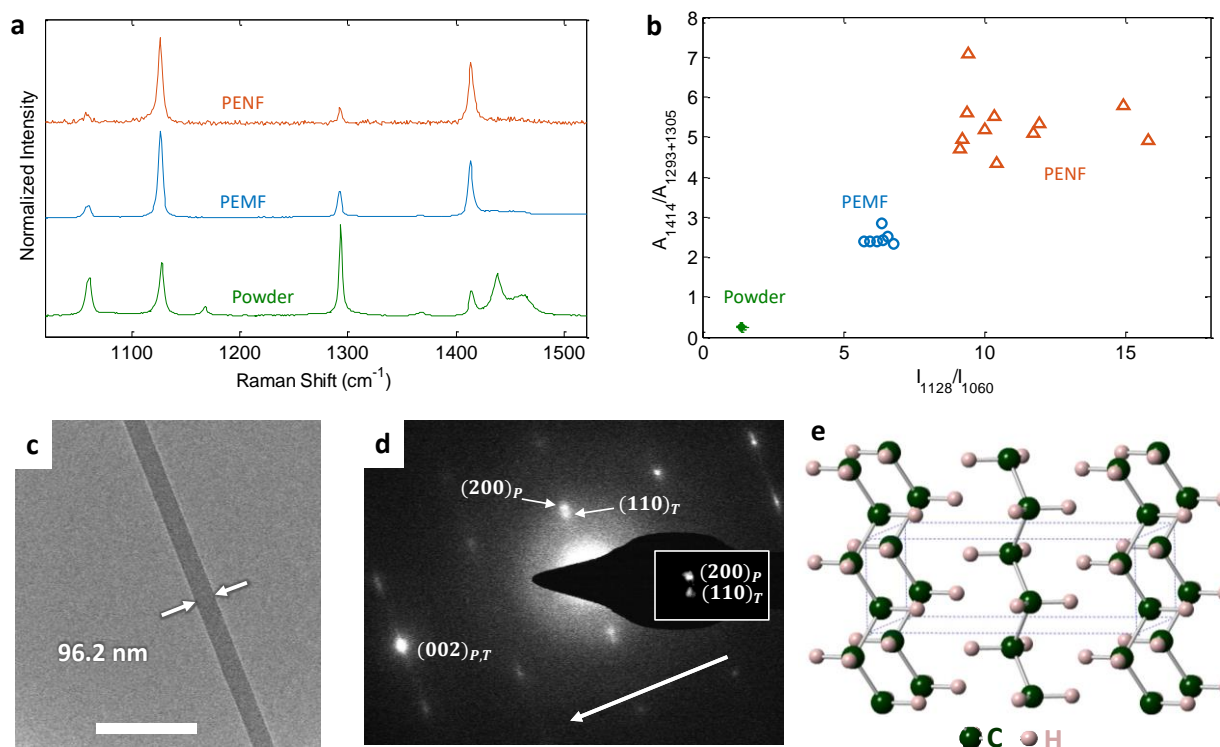 a
Normalized Intensity
PENF
PEMF
Powder
1100 1200 1300 1400 1500
Raman Shift (cm⁻¹)
b
A₁₄₁₄/A₁₂₉₃₊₁₃₀₅
8
7
6
5
4
3
2
1
0
PENF
PEMF
Powder
0 5 10 15
I₁₁₂₈/I₁₀₆₀
c
96.2 nm
d
(200)P
(110)T
(200)P
(110)T
(002)P,T
e
C H